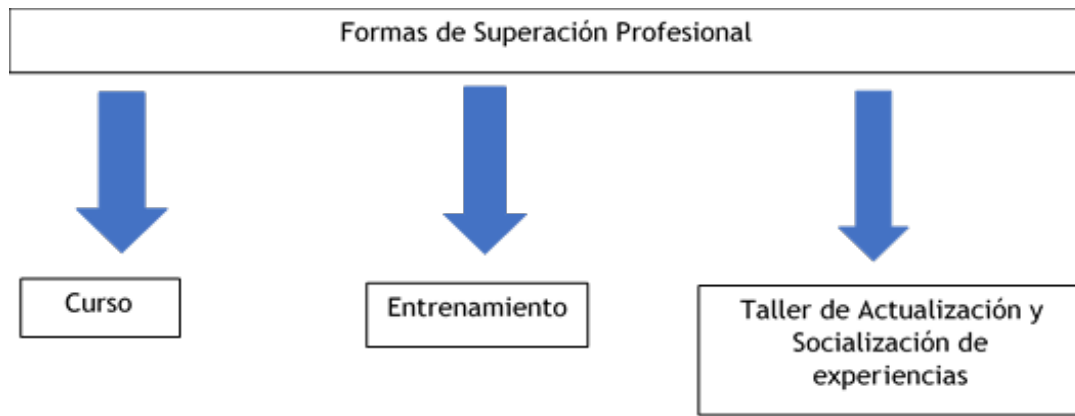 Formas de Superación Profesional
Curso
Entrenamiento
Taller de Actualización y
Socialización de
experiencias